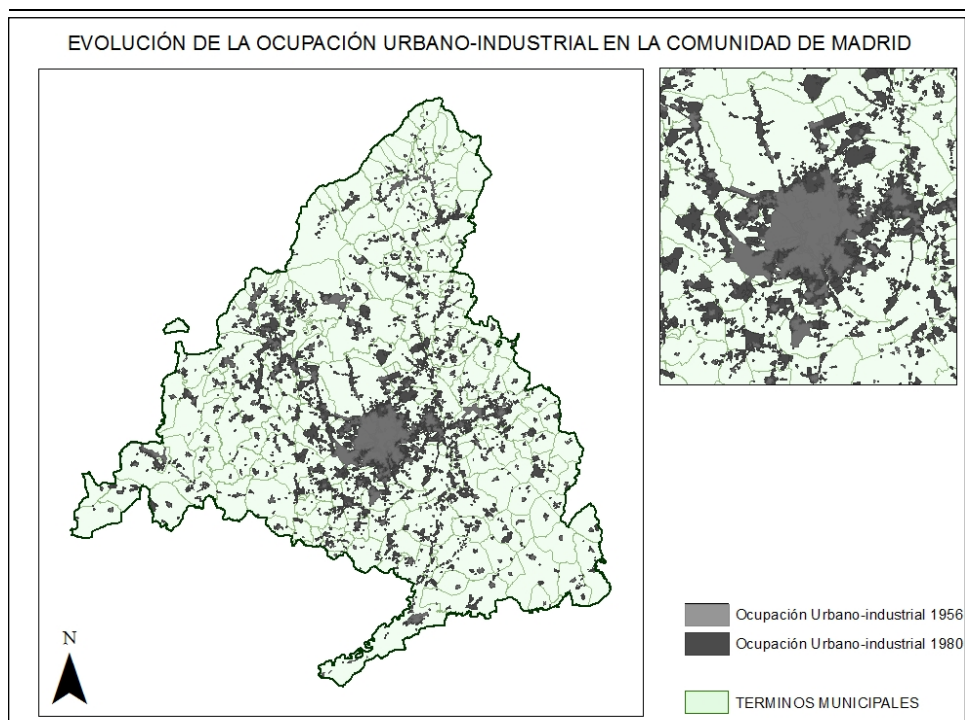 EVOLUCIÓN DE LA OCUPACIÓN URBANO-INDUSTRIAL EN LA COMUNIDAD DE MADRID
Ocupación Urbano-industrial 1956
Ocupación Urbano-industrial 1980
TERMINOS MUNICIPALES
N